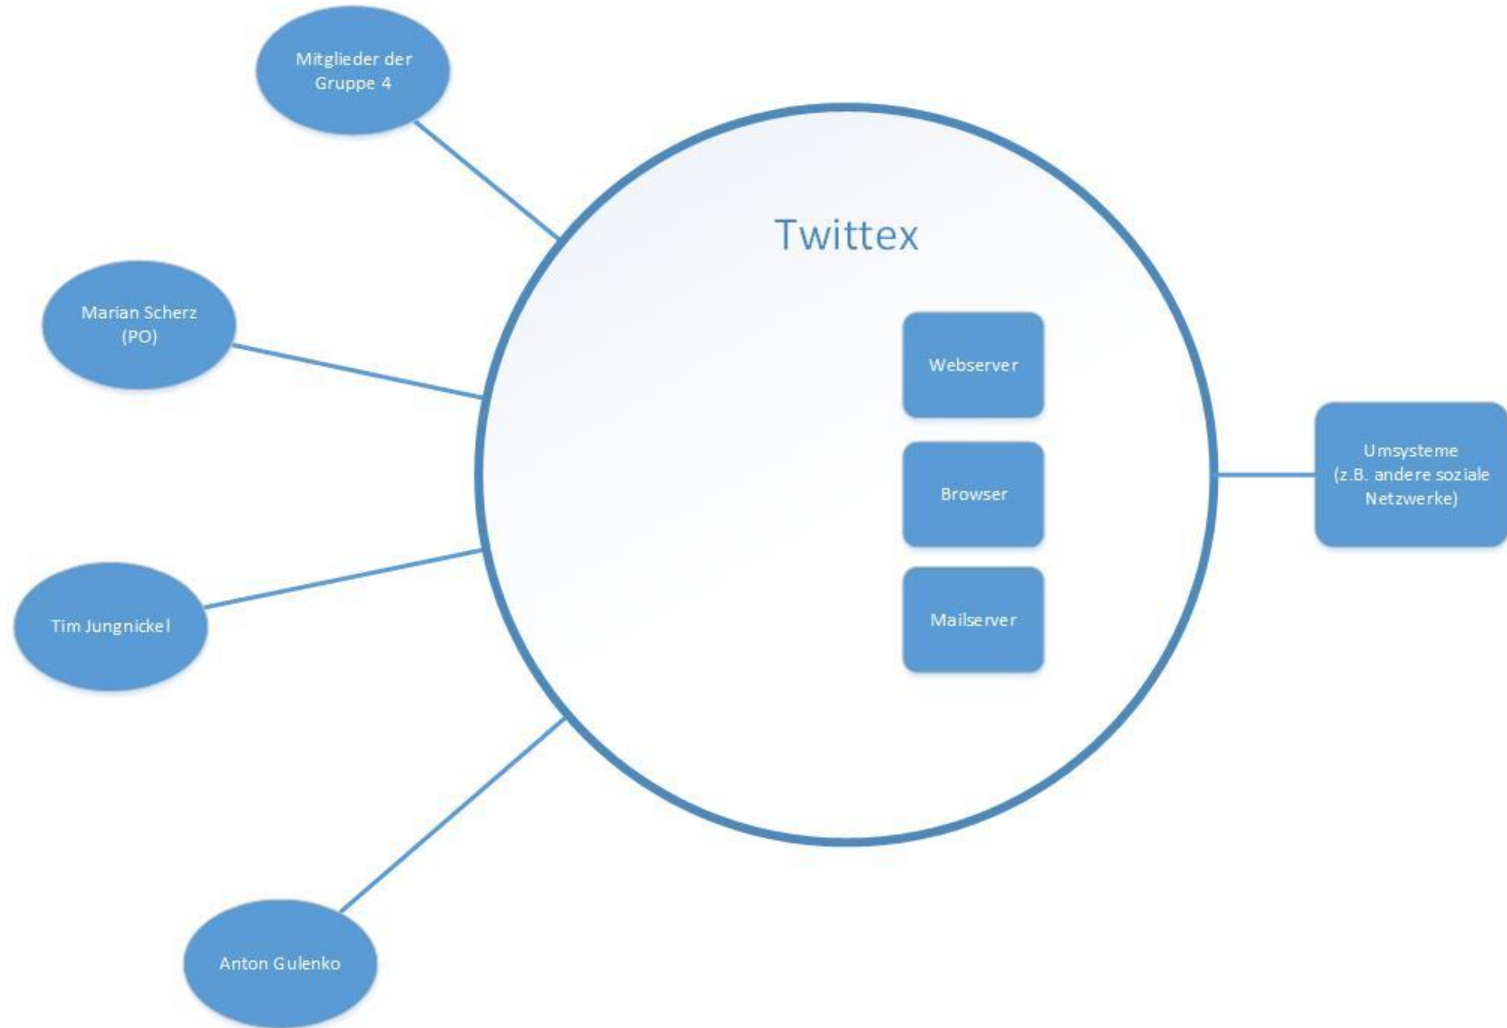 Mitglieder der
Gruppe 4
Twittex
Marian Scherz
(PO)
Webserver
Browser
Mailserver
Umsysteme
(z.B. andere soziale
Netzwerke)
Tim Jungnickel
Anton Gulenko